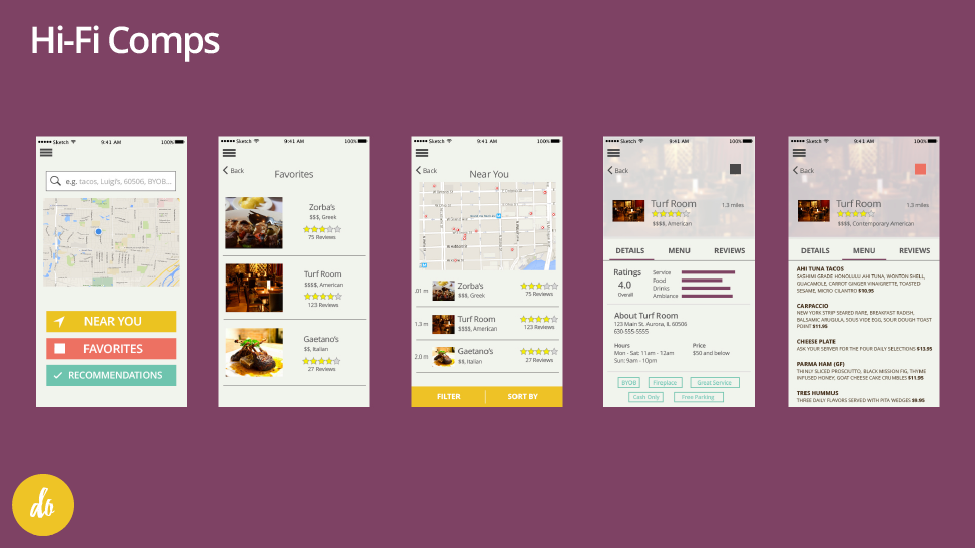 Hi-Fi Comps
Sketch 9:41 AM 100%
e.g. tacos, Luigi's, 60506, BYOB...
NEAR YOU
FAVORITES
RECOMMENDATIONS
Sketch 9:41 AM 100%
Back
Favorites
Zorba's
$$$, Greek
75 Reviews
Turf Room
$$$$, American
123 Reviews
Gaetano's
$$, Italian
27 Reviews
Sketch 9:41 AM 100%
Back
Near You
.01 m Zorba's
$$$, Greek
75 Reviews
1.3 m Turf Room
$$$$, American
123 Reviews
2.0 m Gaetano's
$$, Italian
27 Reviews
FILTER SORT BY
Sketch 9:41 AM 100%
Back
Turf Room 1.3 miles
$$$$, American
DETAILS MENU REVIEWS
Ratings
4.0
Overall
Service
Food
Drinks
Ambiance
About Turf Room
123 Main St. Aurora, IL 60506
630-555-5555
Hours Price
Mon - Sat: 11am - 12am $50 and below
Sun: 9am - 10pm
BYOB Fireplace Great Service
Cash Only Free Parking
Sketch 9:41 AM 100%
Back
Turf Room 1.3 miles
$$$$, Contemporary-American
DETAILS MENU REVIEWS
AHI TUNA TACOS
SASHIMI GRADE HONOLULU AHI TUNA, WONTON SHELL,
GUACAMOLE, CARROT GINGER VINAIGRETTE, TOASTED
SESAME, MICRO CILANTRO $10.95
CARPACCIO
NEW YORK STRIP SEARED RARE, BREAKFAST RADISH,
BALSAMIC ARUGULA, SOUS VIDE EGG, SOUR DOUGH TOAST
POINT $11.95
CHEESE PLATE
ASK YOUR SERVER FOR THE FOUR DAILY SELECTIONS $13.95
PARMA HAM (GF)
THINLY SLICED PROSCIUTTO, BLACK MISSION FIG, THYME
INFUSED HONEY, GOAT CHEESE CAKE CRUMBLES $11.95
TRES HUMMUS
THREE DAILY FLAVORS SERVED WITH PITA WEDGES $9.95
do